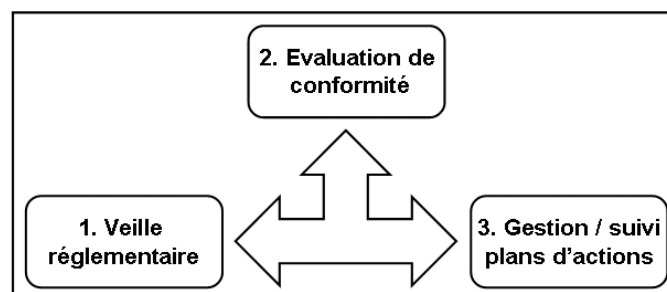 2. Evaluation de
conformité
1. Veille
réglementaire
3. Gestion / suivi
plans d'actions